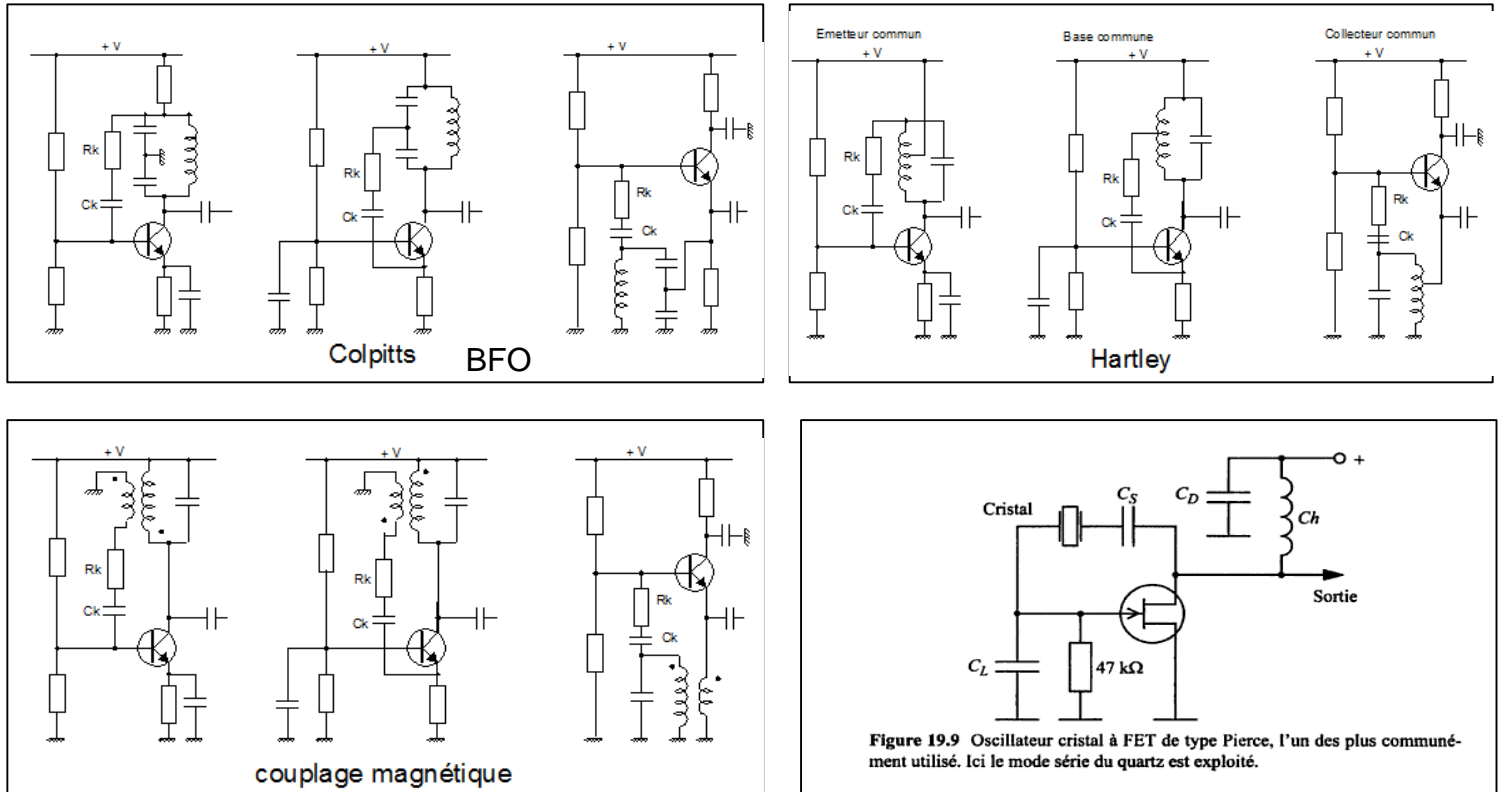 + V
+ V
+ V
Rk
Ck
Rk
Ck
Rk
Ck
Colpitts
BFO
Emetteur commun
Base commune
Collecteur commun
+ V
+ V
+ V
Rk
Ck
Rk
Ck
Rk
Ck
Hartley
+ V
+ V
+ V
Rk
Ck
Rk
Ck
Rk
Ck
couplage magnétique
Cristal
C_S
C_D
Ch
+
Sortie
C_L
47 kΩ
Figure 19.9 Oscillateur cristal à FET de type Pierce, l'un des plus communé-
ment utilisé. Ici le mode série du quartz est exploité.